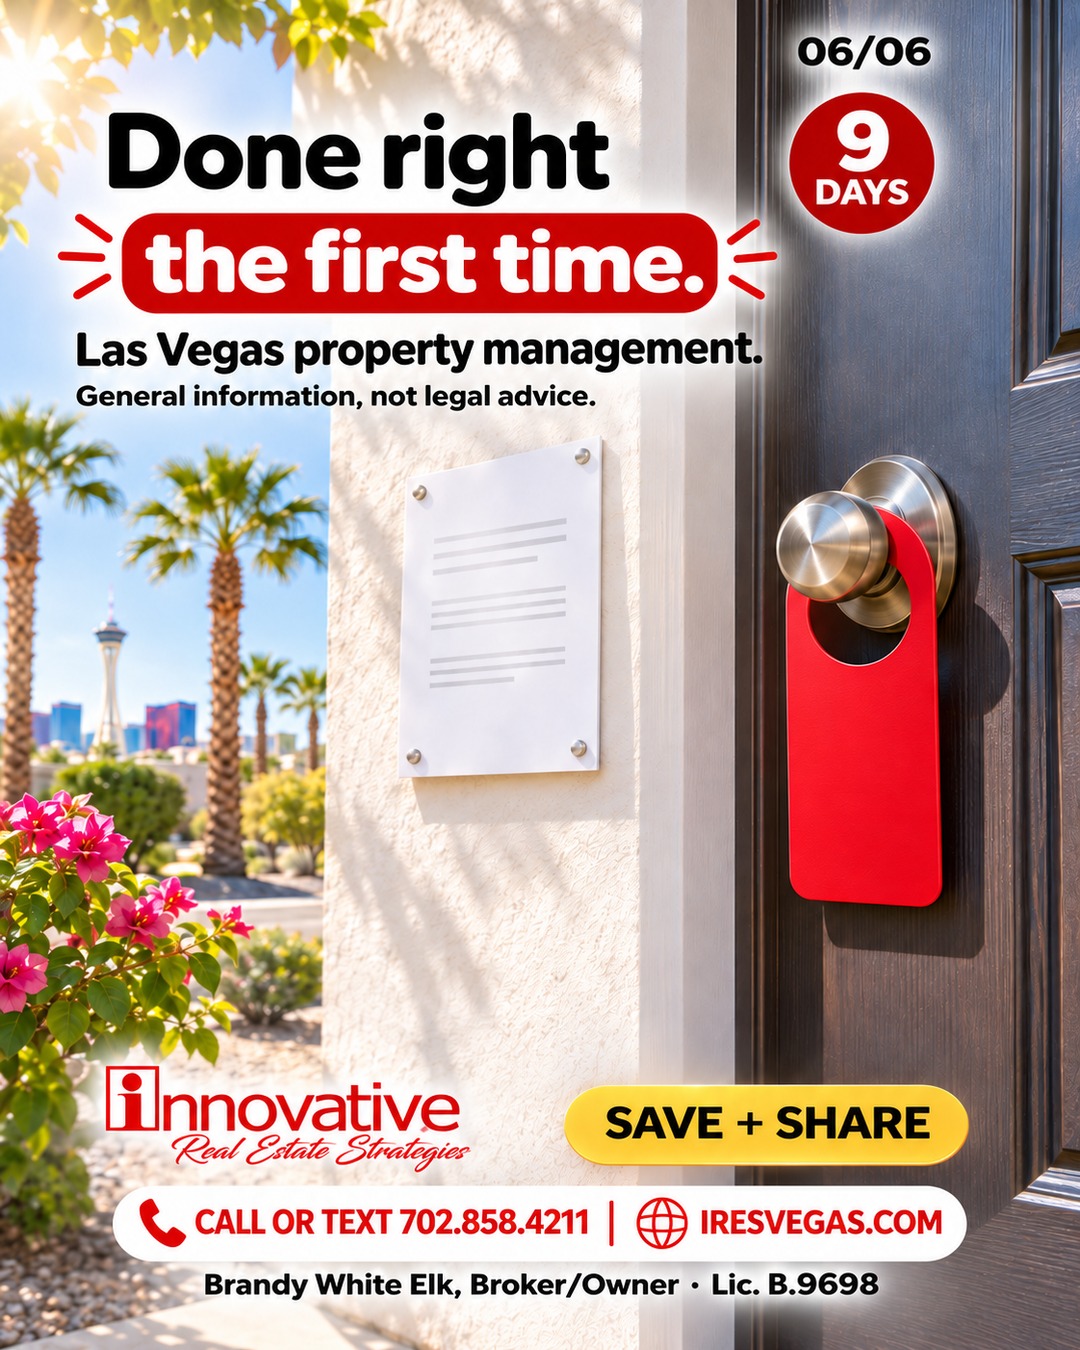 06/06
9
DAYS
Done right
the first time.
Las Vegas property management.
General information, not legal advice.
innovative
Real Estate Strategies
SAVE + SHARE
CALL OR TEXT 702.858.4211 | IRESVEGAS.COM
Brandy White Elk, Broker/Owner · Lic. B.9698